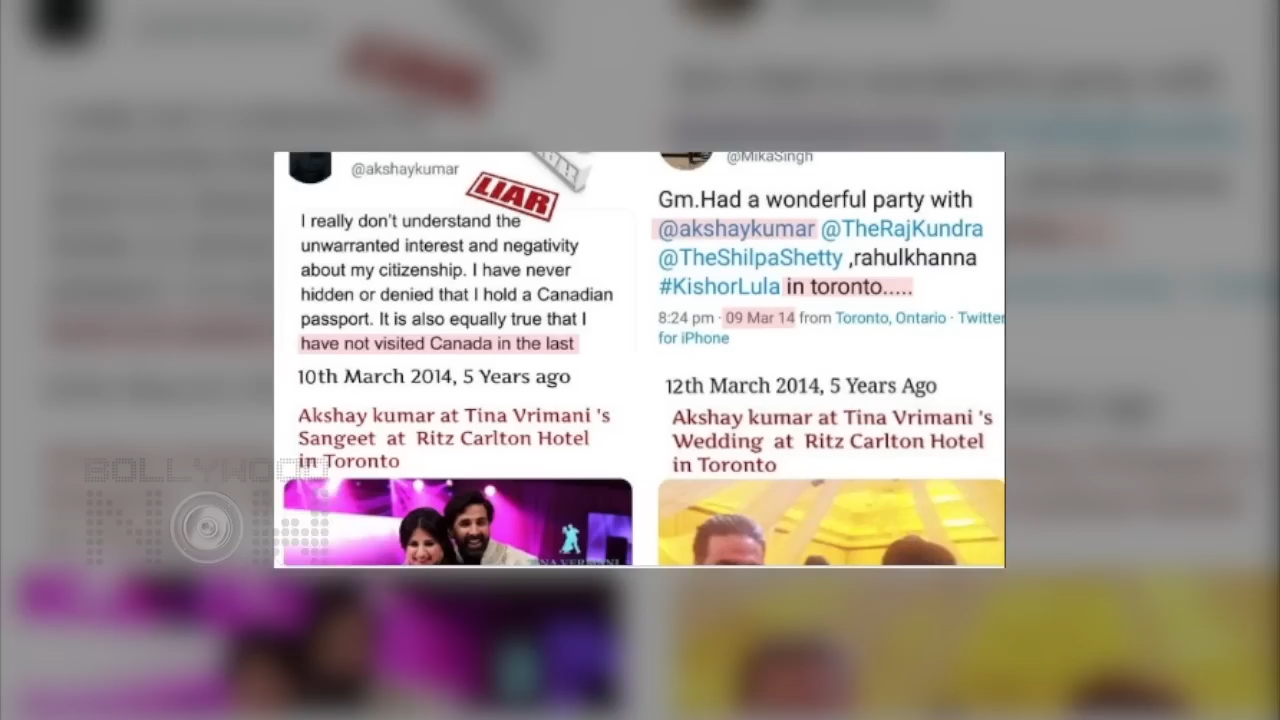 @akshaykumar
LIAR
I really don't understand the
unwarranted interest and negativity
about my citizenship. I have never
hidden or denied that I hold a Canadian
passport. It is also equally true that I
have not visited Canada in the last
10th March 2014, 5 Years ago
Akshay kumar at Tina Vrimani 's
Sangeet at Ritz Carlton Hotel
in Toronto
@MikaSingh
Gm.Had a wonderful party with
@akshaykumar @TheRajKundra
@TheShilpaShetty ,rahulkhanna
#KishorLula in toronto.....
8:24 pm · 09 Mar 14 from Toronto, Ontario · Twitter
for iPhone
12th March 2014, 5 Years Ago
Akshay kumar at Tina Vrimani 's
Wedding at Ritz Carlton Hotel
in Toronto
BOLLYWOOD
NOW